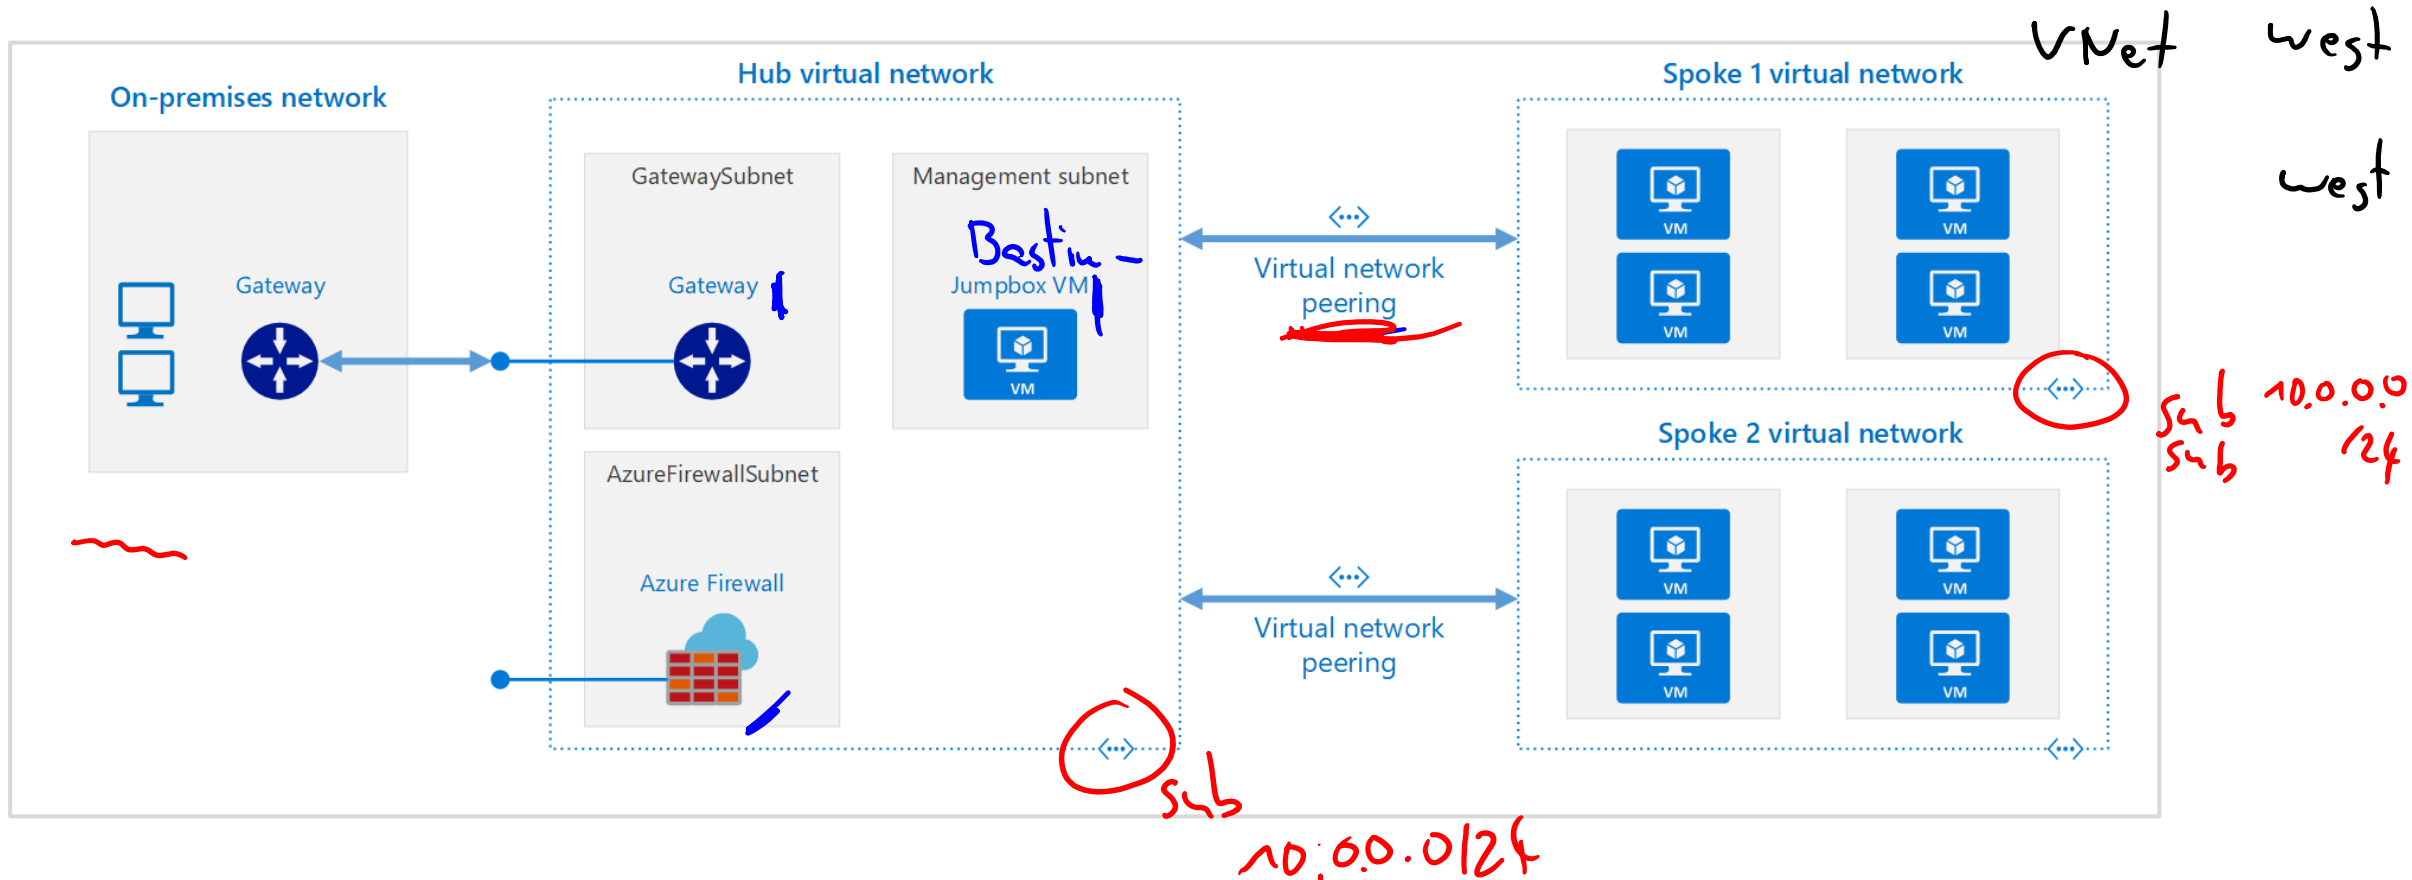 VNet west
Hub virtual network
Spoke 1 virtual network
On-premises network
GatewaySubnet
Management subnet
west
VM
VM
Bastin -
Virtual network
peering
Gateway
Gateway
Jumpbox VM
VM
VM
VM
sub 10.0.0.0
sub /24
Spoke 2 virtual network
AzureFirewallSubnet
Azure Firewall
VM
VM
Virtual network
peering
VM
VM
sub
10.0.0.0/24